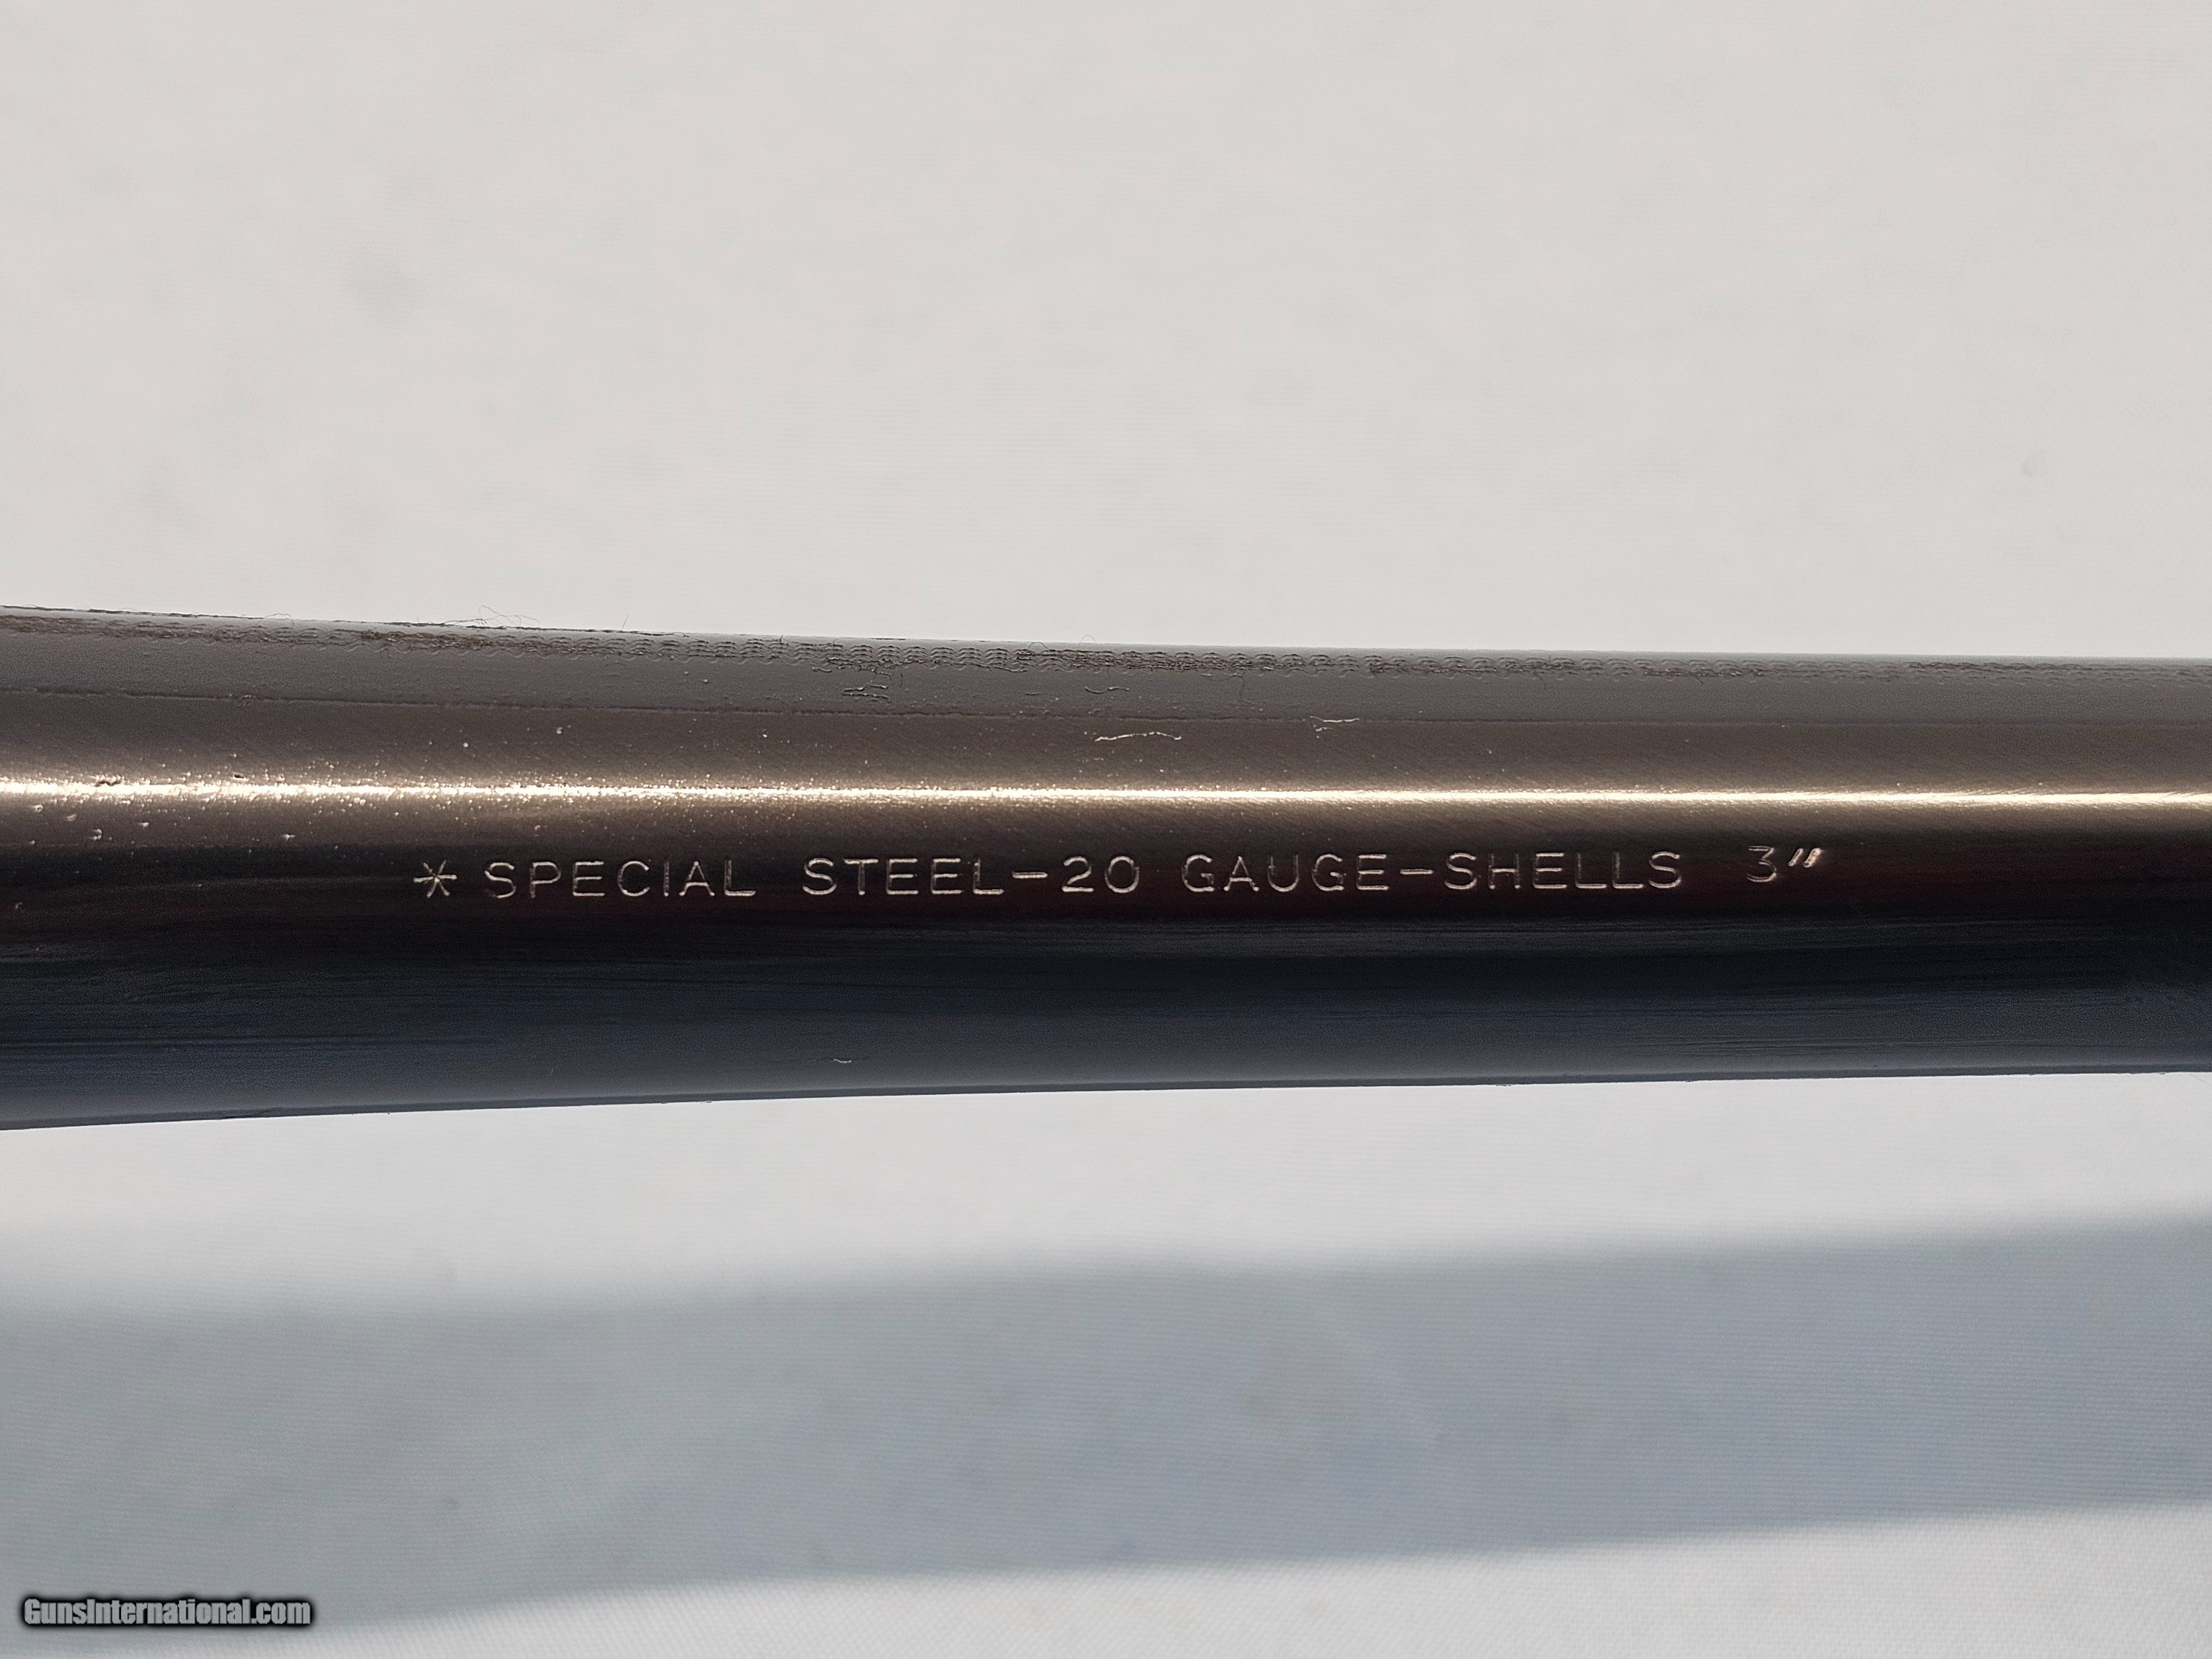 * SPECIAL STEEL-20 GAUGE-SHELLS 3"
GunsInternational.com